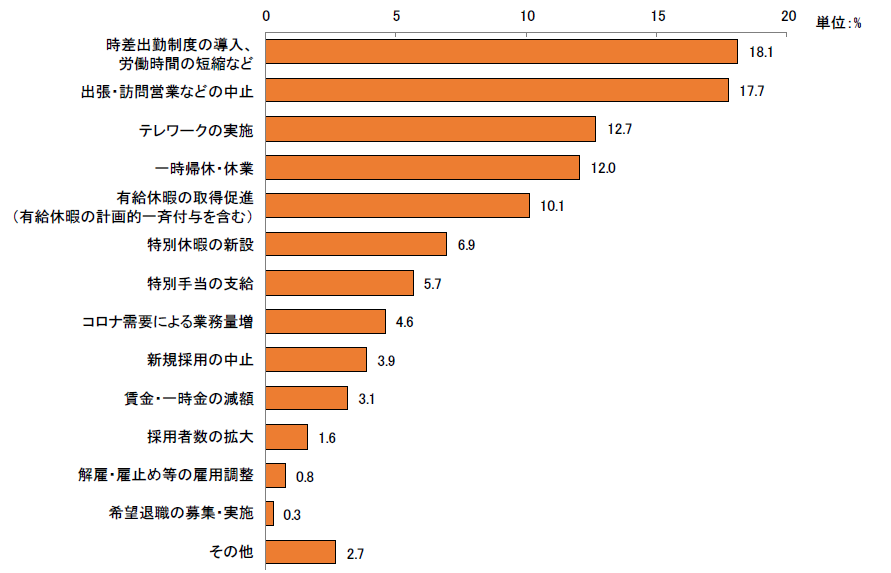 0 5 10 15 20
単位:%
時差出勤制度の導入、
労働時間の短縮など
18.1
出張・訪問営業などの中止
17.7
テレワークの実施
12.7
一時帰休・休業
12.0
有給休暇の取得促進
（有給休暇の計画的一斉付与を含む）
10.1
特別休暇の新設
6.9
特別手当の支給
5.7
コロナ需要による業務量増
4.6
新規採用の中止
3.9
賃金・一時金の減額
3.1
採用者数の拡大
1.6
解雇・雇止め等の雇用調整
0.8
希望退職の募集・実施
0.3
その他
2.7